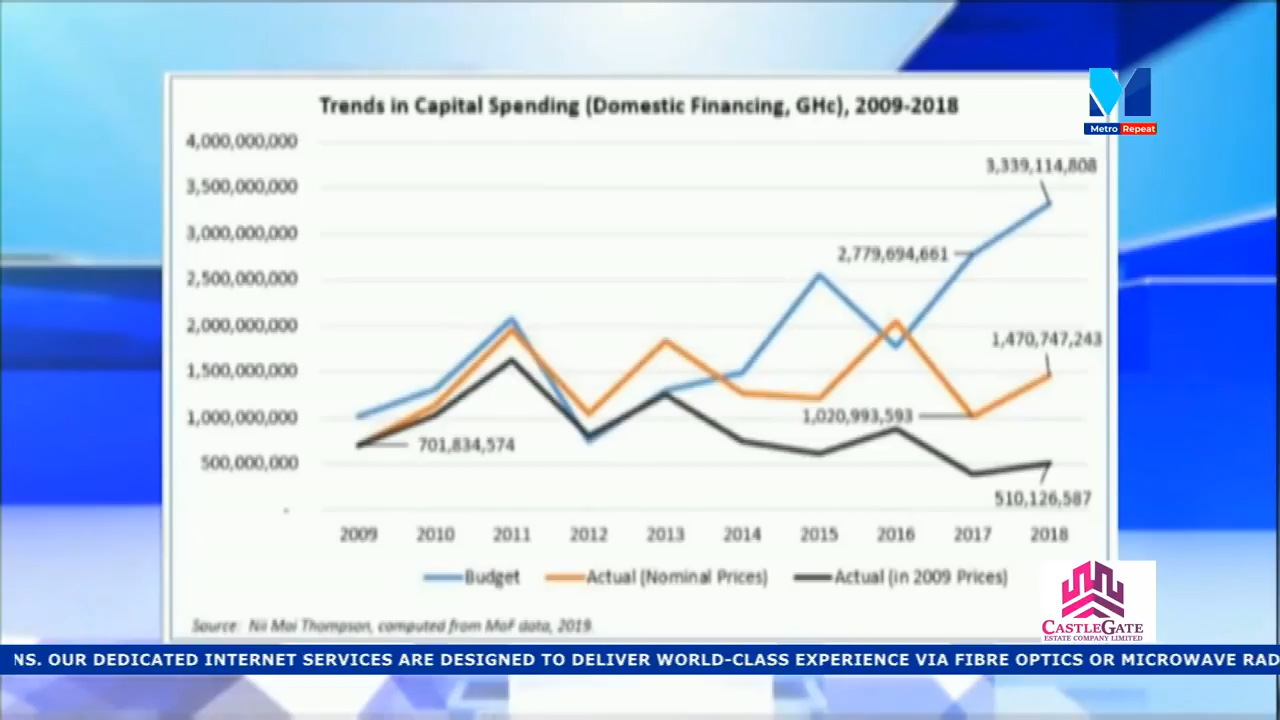 Trends in Capital Spending (Domestic Financing, GHc), 2009-2018
Metro Repeat
4,000,000,000
3,500,000,000
3,000,000,000
2,500,000,000
2,000,000,000
1,500,000,000
1,000,000,000
500,000,000
-
3,339,114,808
2,779,694,661
1,470,747,243
1,020,993,593
701,834,574
510,126,587
2009 2010 2011 2012 2013 2014 2015 2016 2017 2018
Budget Actual (Nominal Prices) Actual (in 2009 Prices)
Source: Nii Moi Thompson, computed from MoF data, 2019.
CASTLEGATE
ESTATE COMPANY LIMITED
NS. OUR DEDICATED INTERNET SERVICES ARE DESIGNED TO DELIVER WORLD-CLASS EXPERIENCE VIA FIBRE OPTICS OR MICROWAVE RAD